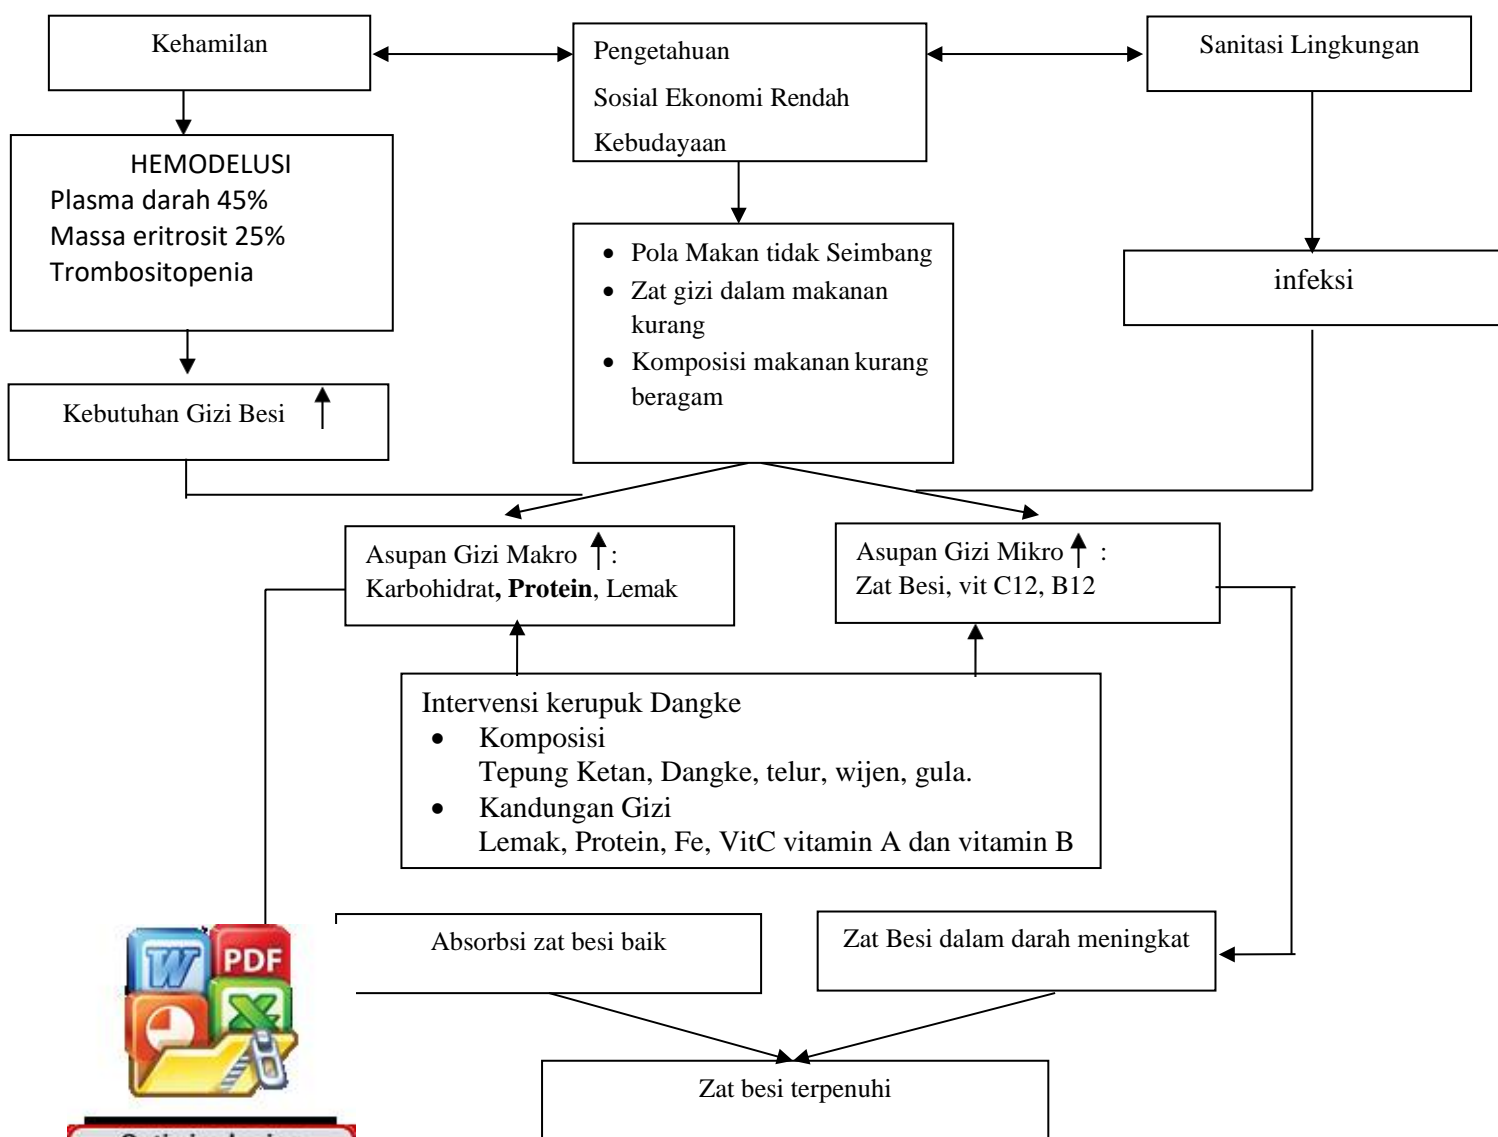 Kehamilan
Pengetahuan
Sosial Ekonomi Rendah
Kebudayaan
Sanitasi Lingkungan
HEMODELUSI
Plasma darah 45%
Massa eritrosit 25%
Trombositopenia
• Pola Makan tidak Seimbang
• Zat gizi dalam makanan
kurang
• Komposisi makanan kurang
beragam
infeksi
Kebutuhan Gizi Besi ↑
Asupan Gizi Makro ↑ :
Karbohidrat, Protein, Lemak
Asupan Gizi Mikro ↑ :
Zat Besi, vit C12, B12
Intervensi kerupuk Dangke
• Komposisi
Tepung Ketan, Dangke, telur, wijen, gula.
• Kandungan Gizi
Lemak, Protein, Fe, VitC vitamin A dan vitamin B
Absorbsi zat besi baik
Zat Besi dalam darah meningkat
W
PDF
Zat besi terpenuhi